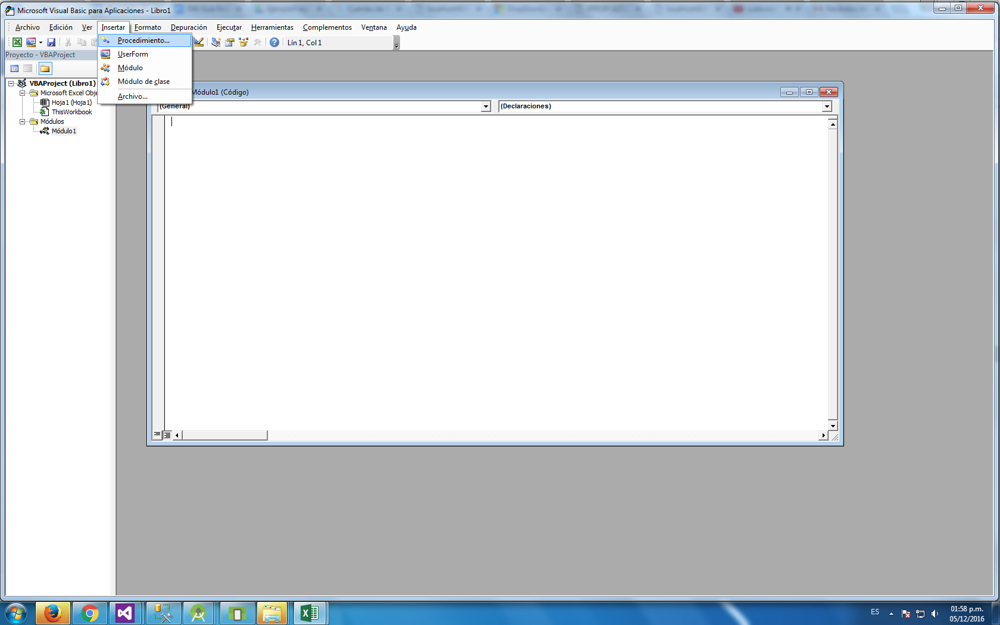 Microsoft Visual Basic para Aplicaciones - Libro1
Archivo Edición Ver Insertar Formato Depuración Ejecutar Herramientas Complementos Ventana Ayuda
Lín 1, Col 1
Procedimiento...
UserForm
Módulo
Módulo de clase
Archivo...
Proyecto - VBAProject
VBAProject (Libro1)
Microsoft Excel Obje
Hoja1 (Hoja1)
ThisWorkbook
Módulos
Módulo1
Módulo1 (Código)
(General)
(Declaraciones)
ES
01:58 p.m.
05/12/2016